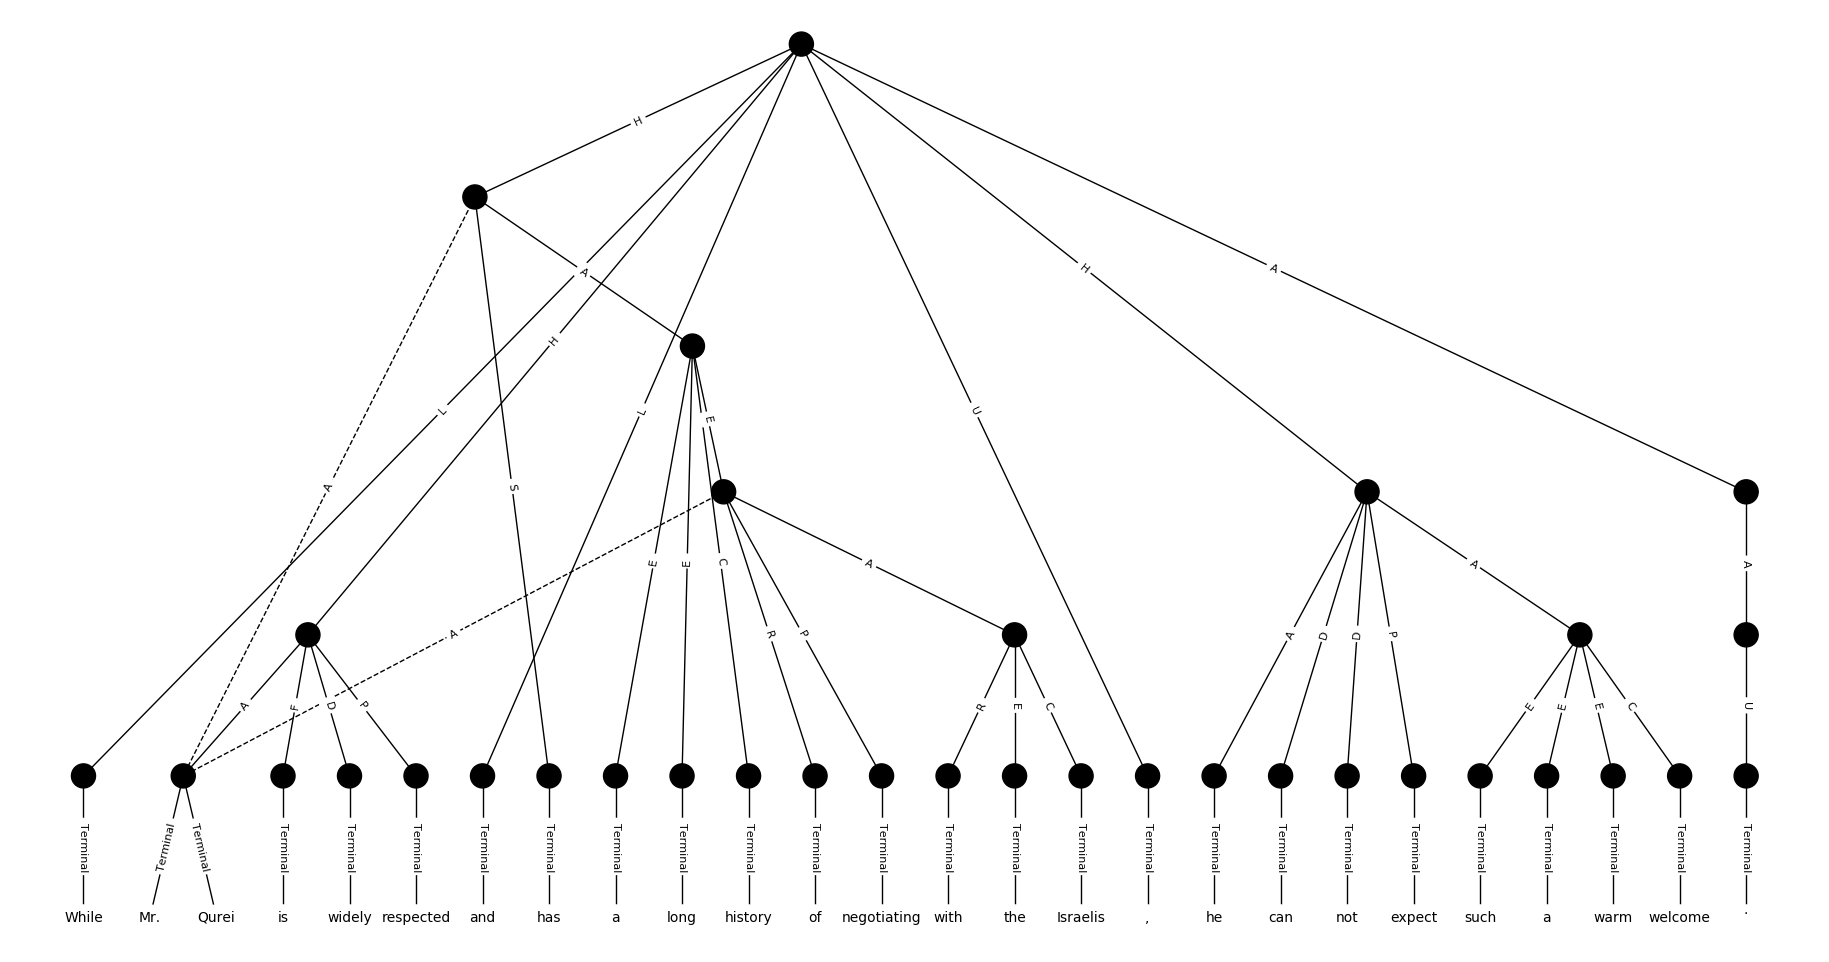 H
A
A
L
H
A
H
L
U
E
A
S
E
E
C
A
A
A
R
P
A
A
D
D
P
A
F
D
P
R
E
C
E
E
E
C
U
Terminal Terminal Terminal Terminal Terminal Terminal Terminal Terminal Terminal Terminal Terminal Terminal Terminal Terminal Terminal Terminal Terminal Terminal Terminal Terminal Terminal Terminal Terminal Terminal Terminal Terminal
While Mr. Qurei is widely respected and has a long history of negotiating with the Israelis , he can not expect such a warm welcome .